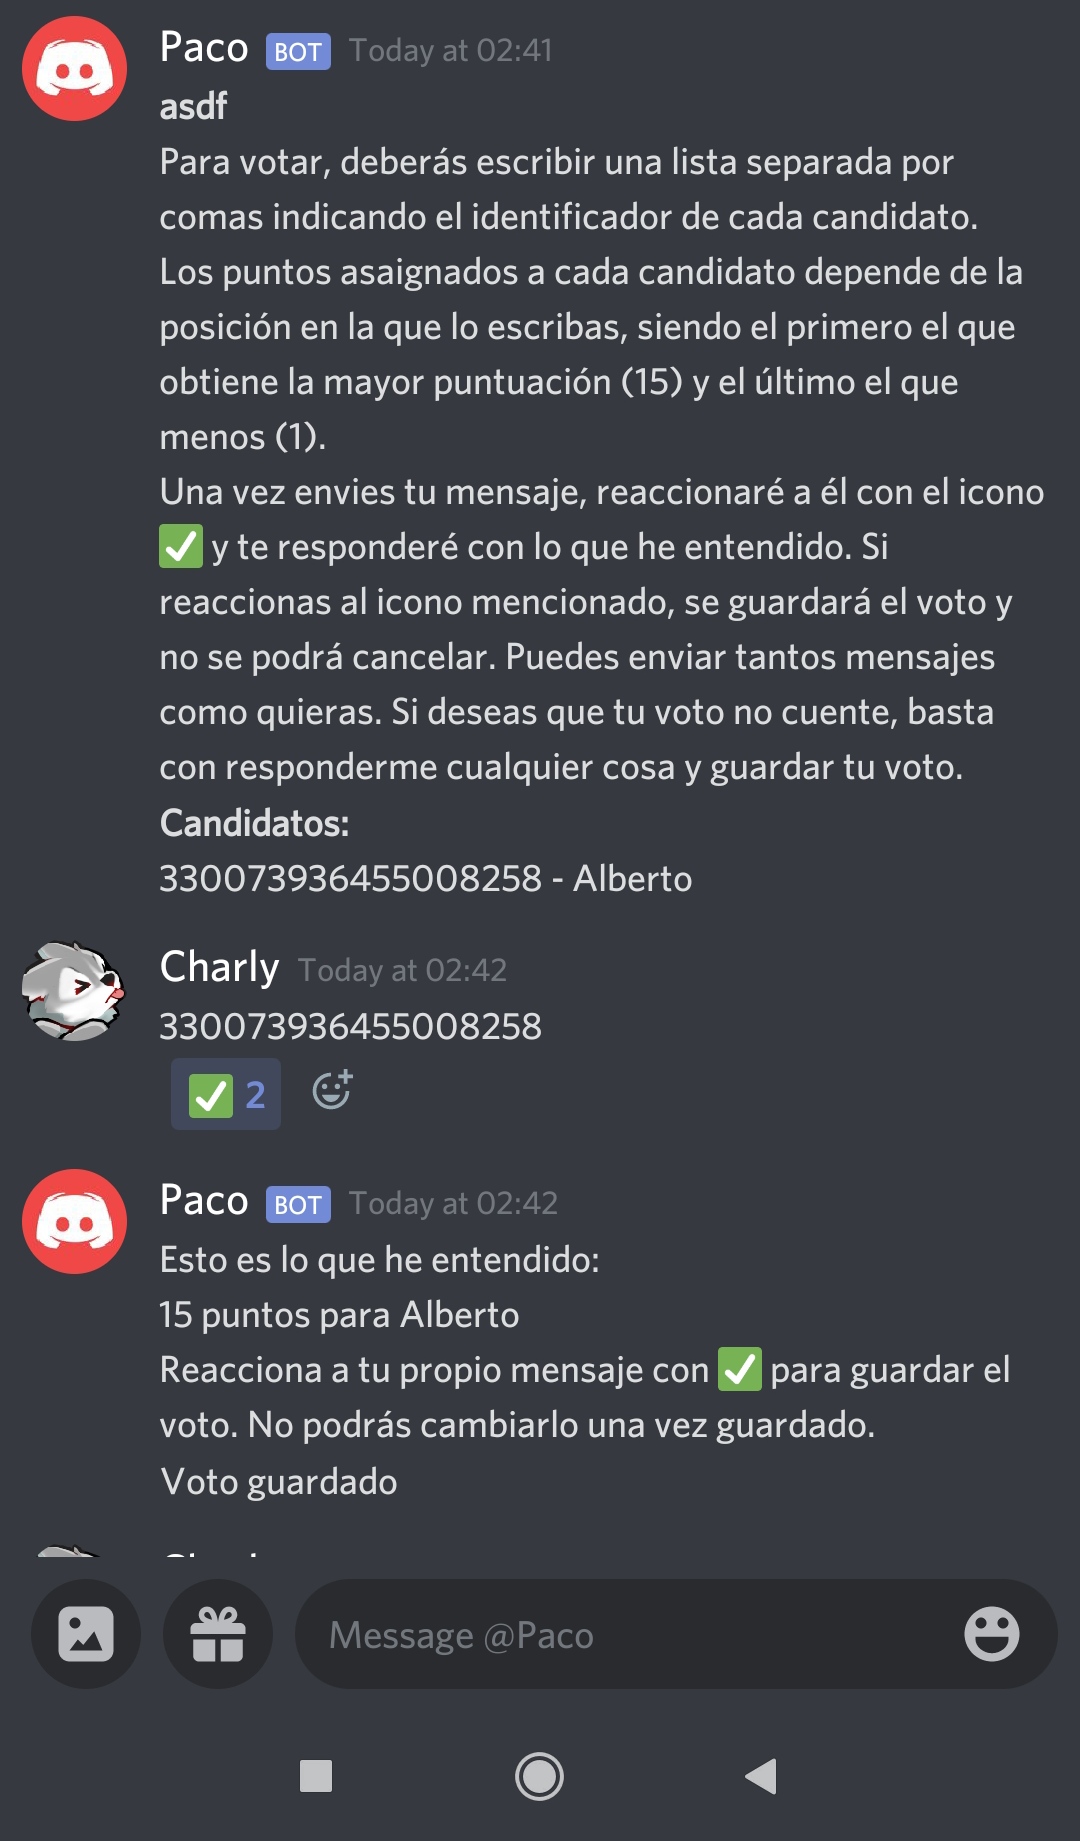 Paco BOT Today at 02:41
asdf
Para votar, deberás escribir una lista separada por
comas indicando el identificador de cada candidato.
Los puntos asaignados a cada candidato depende de la
posición en la que lo escribas, siendo el primero el que
obtiene la mayor puntuación (15) y el último el que
menos (1).
Una vez envies tu mensaje, reaccionaré a él con el icono
✅ y te responderé con lo que he entendido. Si
reaccionas al icono mencionado, se guardará el voto y
no se podrá cancelar. Puedes enviar tantos mensajes
como quieras. Si deseas que tu voto no cuente, basta
con responderme cualquier cosa y guardar tu voto.
Candidatos:
330073936455008258 - Alberto
Charly Today at 02:42
330073936455008258
✅ 2
Paco BOT Today at 02:42
Esto es lo que he entendido:
15 puntos para Alberto
Reacciona a tu propio mensaje con ✅ para guardar el
voto. No podrás cambiarlo una vez guardado.
Voto guardado
Message @Paco